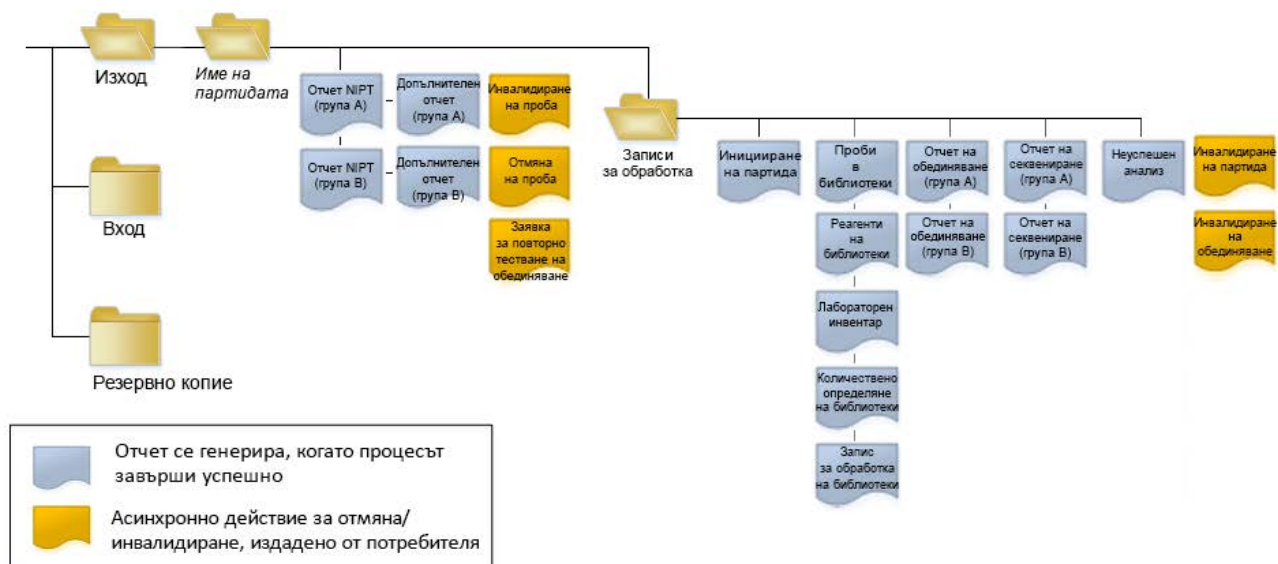 Изход
Име на
партидата
Отчет NIPT
(група A)
Допълнителен
отчет
(група A)
Инвалидиране
на проба
Отчет NIPT
(група B)
Допълнителен
отчет
(група B)
Отмяна
на проба
Заявка
за повторно
тестване на
обединяване
Записи
за обработка
Иницииране
на партида
Проби
в
библиотеки
Отчет на
обединяване
(група A)
Отчет на
секвениране
(група A)
Неуспешен
анализ
Инвалидиране
на партида
Реагенти
на
библиотеки
Отчет на
обединяване
(група B)
Отчет на
секвениране
(група B)
Инвалидиране
на
обединяване
Лабораторен
инвентар
Количествено
определяне
на библиотеки
Запис
за обработка
на библиотеки
Вход
Резервно копие
Отчет се генерира, когато процесът
завърши успешно
Асинхронно действие за отмяна/
инвалидиране, издадено от потребителя